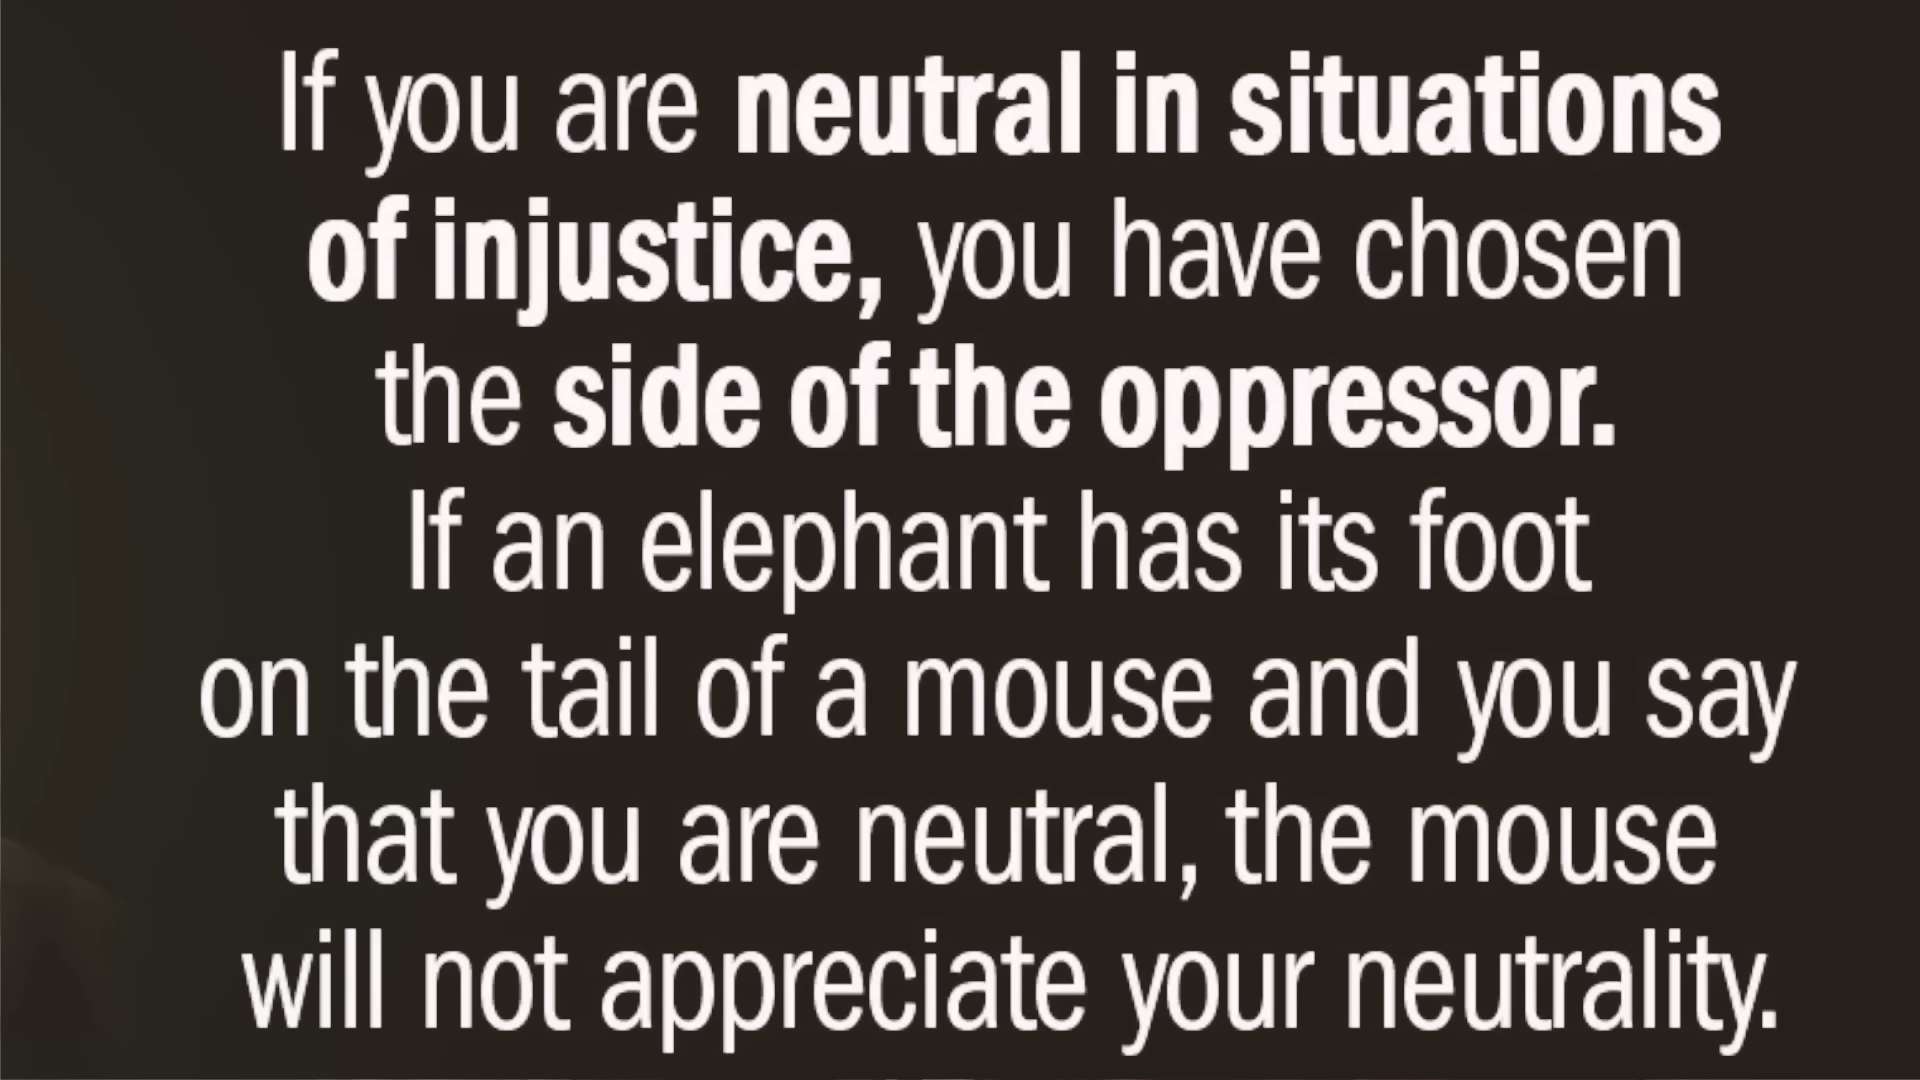 If you are neutral in situations
of injustice, you have chosen
the side of the oppressor.
If an elephant has its foot
on the tail of a mouse and you say
that you are neutral, the mouse
will not appreciate your neutrality.